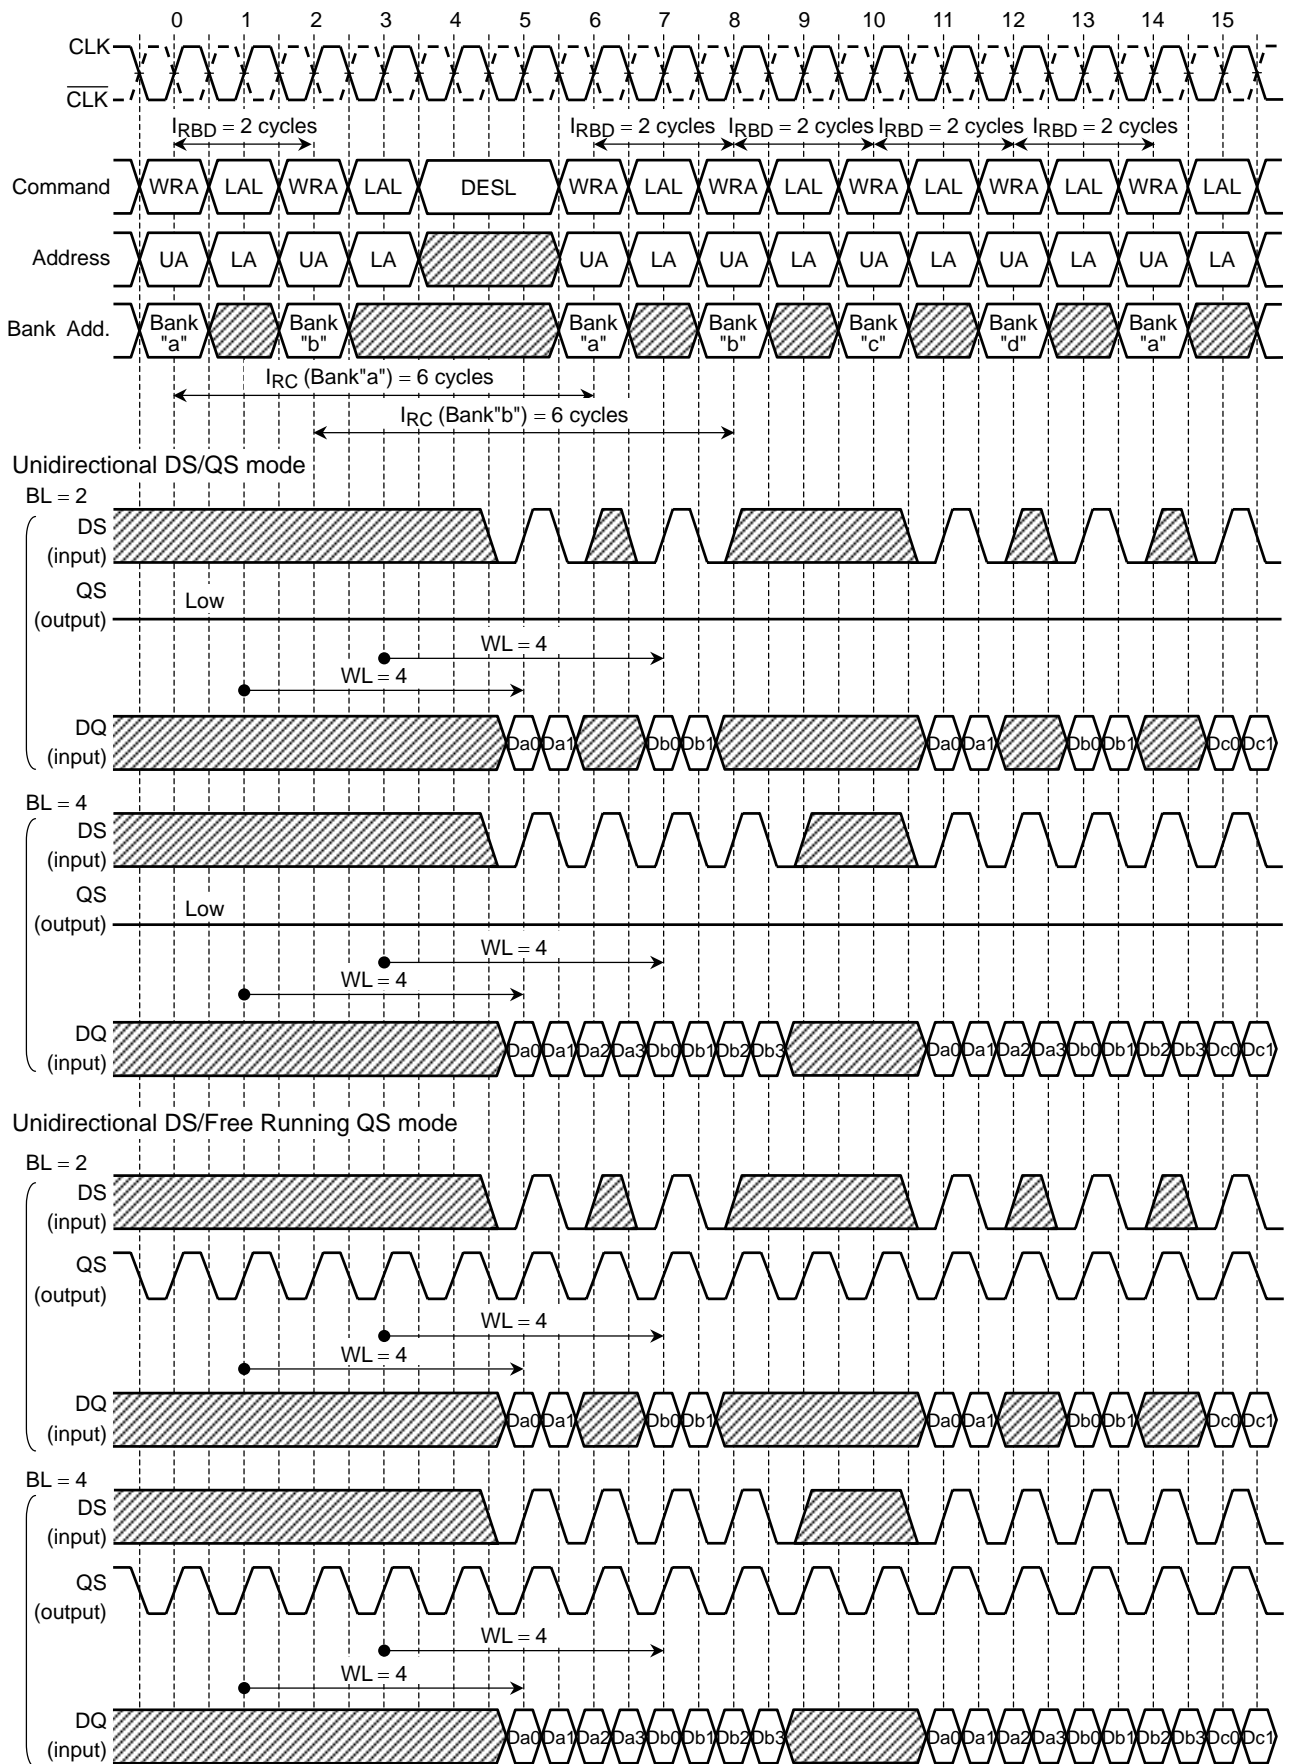 0 1 2 3 4 5 6 7 8 9 10 11 12 13 14 15
CLK
CLK
IRBD = 2 cycles IRBD = 2 cycles IRBD = 2 cycles IRBD = 2 cycles IRBD = 2 cycles
Command WRA LAL WRA LAL DESL WRA LAL WRA LAL WRA LAL WRA LAL WRA LAL
Address UA LA UA LA UA LA UA LA UA LA UA LA UA LA
Bank Add. Bank "a" Bank "b" Bank "a" Bank "b" Bank "c" Bank "d" Bank "a"
IRC (Bank"a") = 6 cycles
IRC (Bank"b") = 6 cycles
Unidirectional DS/QS mode
BL = 2
DS
(input)
QS
(output)
Low
WL = 4
WL = 4
DQ
(input)
Da0 Da1 Db0 Db1 Da0 Da1 Db0 Db1 Dc0 Dc1
BL = 4
DS
(input)
QS
(output)
Low
WL = 4
WL = 4
DQ
(input)
Da0 Da1 Da2 Da3 Db0 Db1 Db2 Db3 Da0 Da1 Da2 Da3 Db0 Db1 Db2 Db3 Dc0 Dc1
Unidirectional DS/Free Running QS mode
BL = 2
DS
(input)
QS
(output)
WL = 4
WL = 4
DQ
(input)
Da0 Da1 Db0 Db1 Da0 Da1 Db0 Db1 Dc0 Dc1
BL = 4
DS
(input)
QS
(output)
WL = 4
WL = 4
DQ
(input)
Da0 Da1 Da2 Da3 Db0 Db1 Db2 Db3 Da0 Da1 Da2 Da3 Db0 Db1 Db2 Db3 Dc0 Dc1